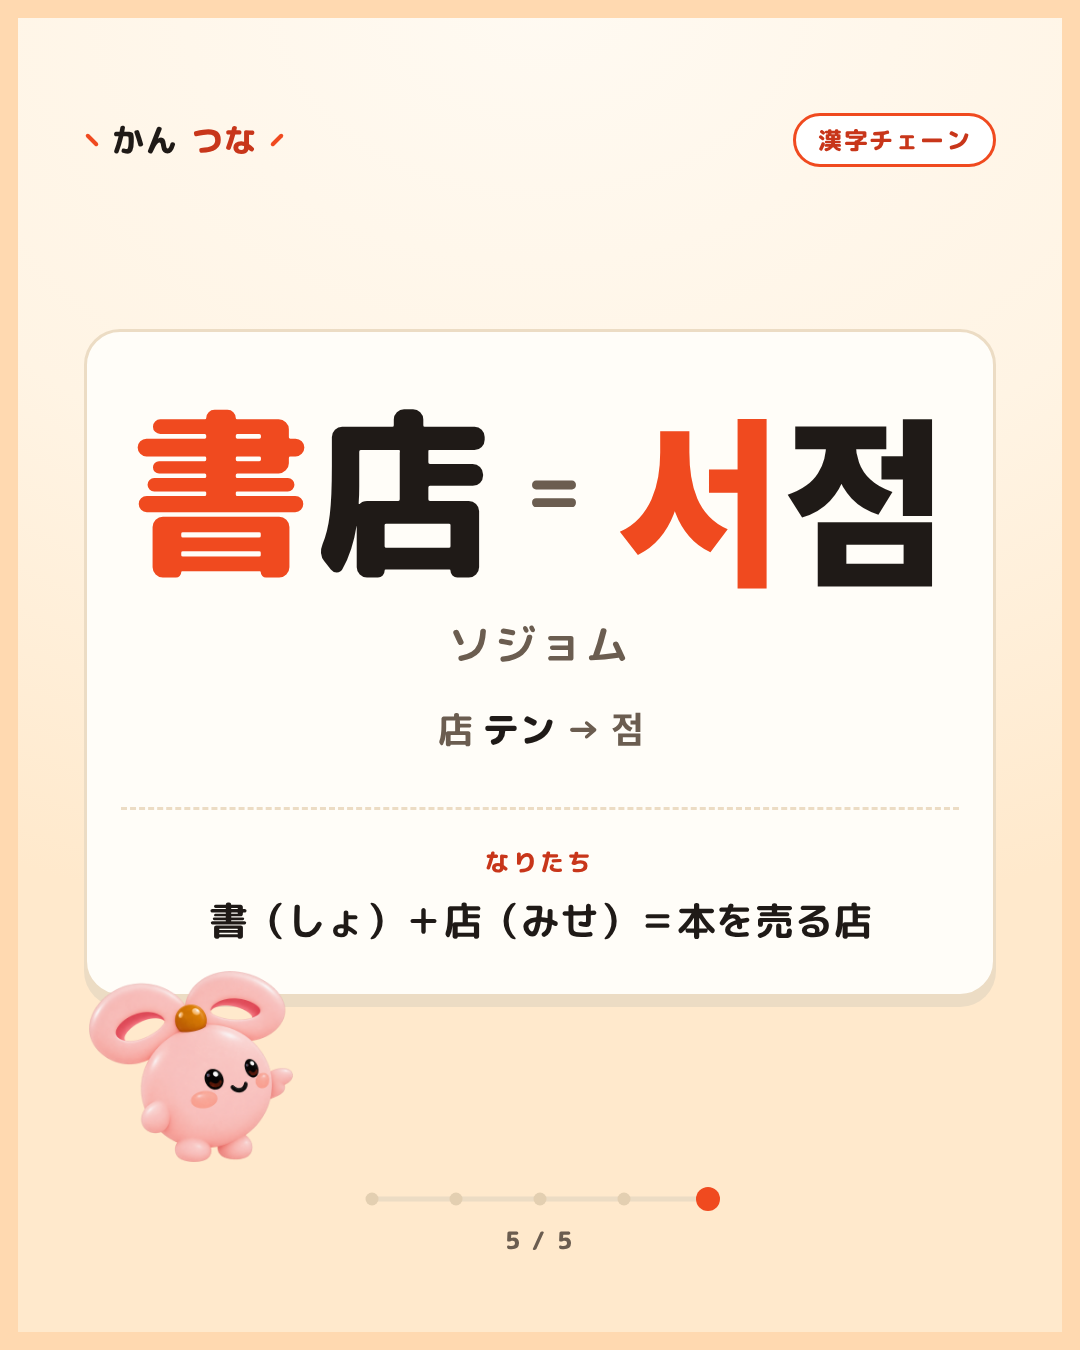 かん つな
漢字チェーン
書店 = 서점
ソジョム
店 テン → 점
なりたち
書（しょ）＋店（みせ）＝本を売る店
5 / 5